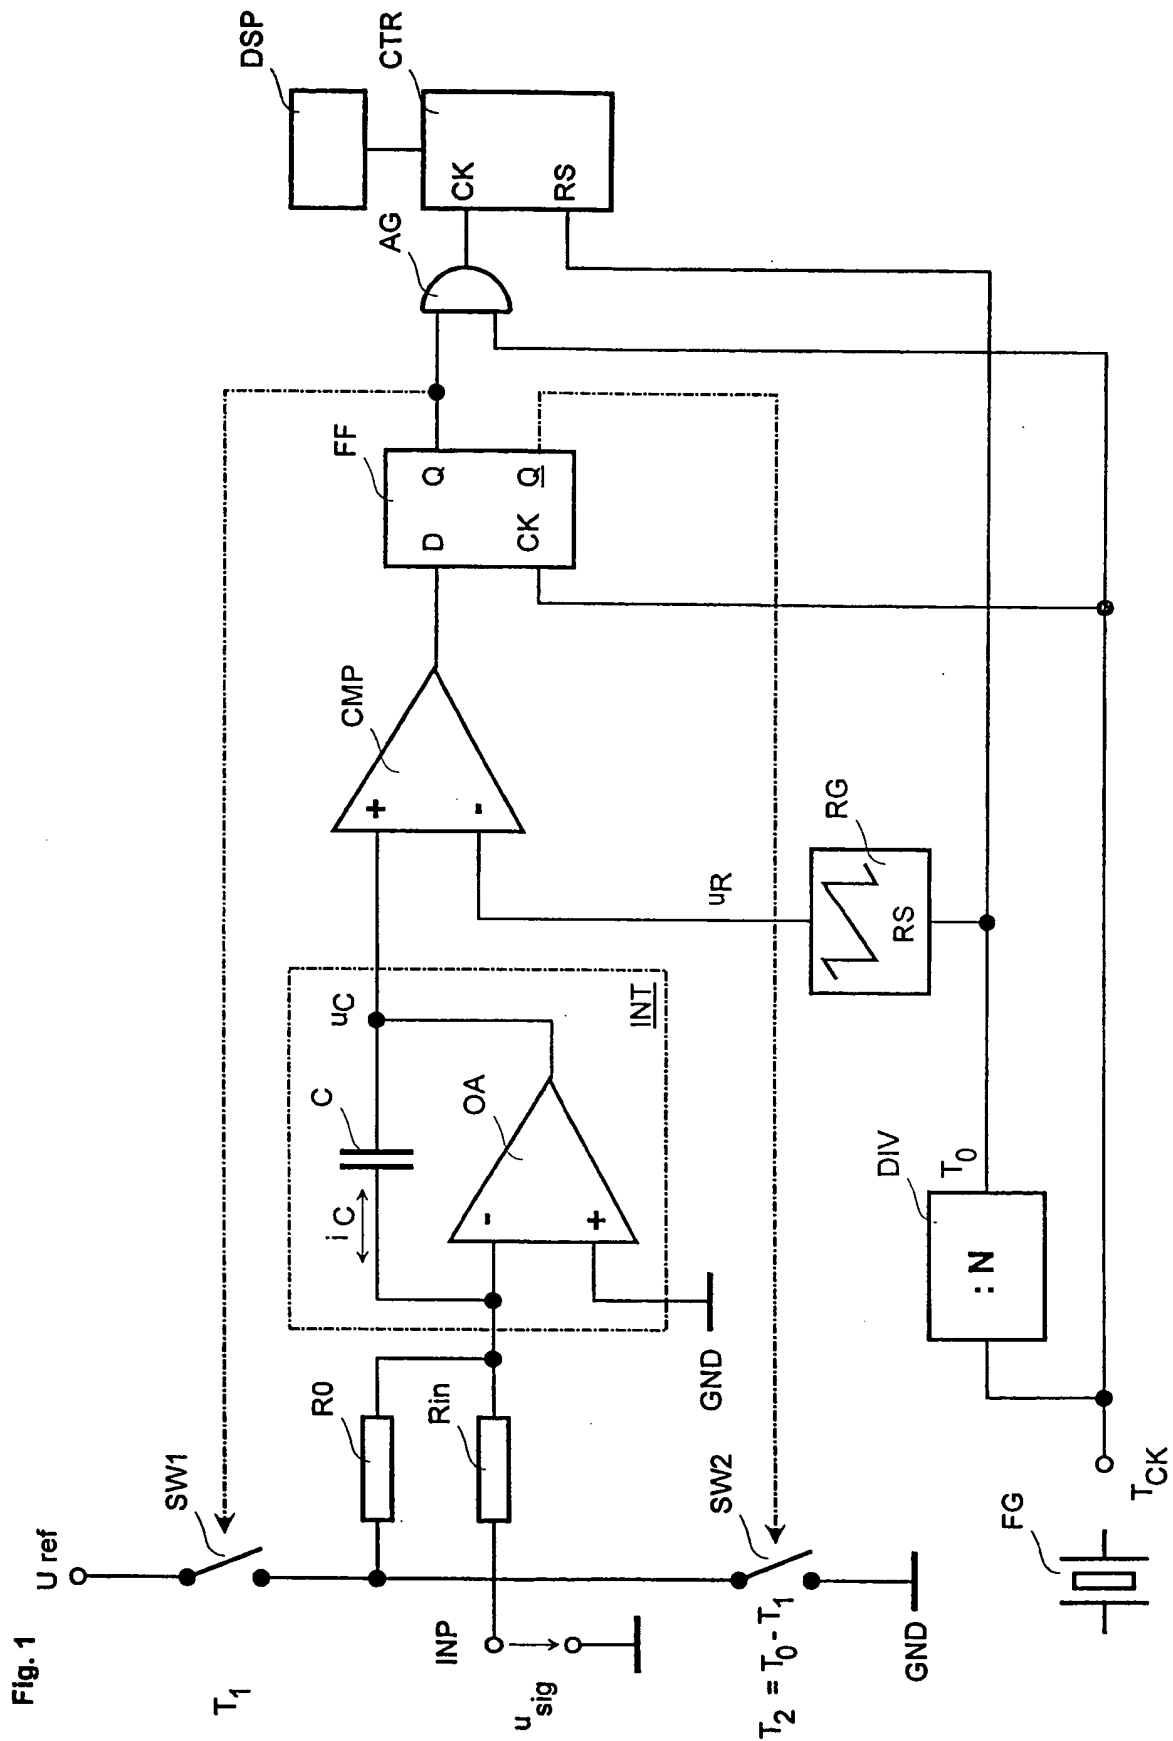 Fig. 1
U ref
T1
SW1
R0
Rin
INP
u sig
SW2
T2 = T0 - T1
GND
GND
iC
C
uC
OA
-
+
INT
CMP
+
-
uR
RG
RS
FF
D
Q
CK
Q
AG
DSP
CTR
CK
RS
DIV
: N
T0
FG
TCK